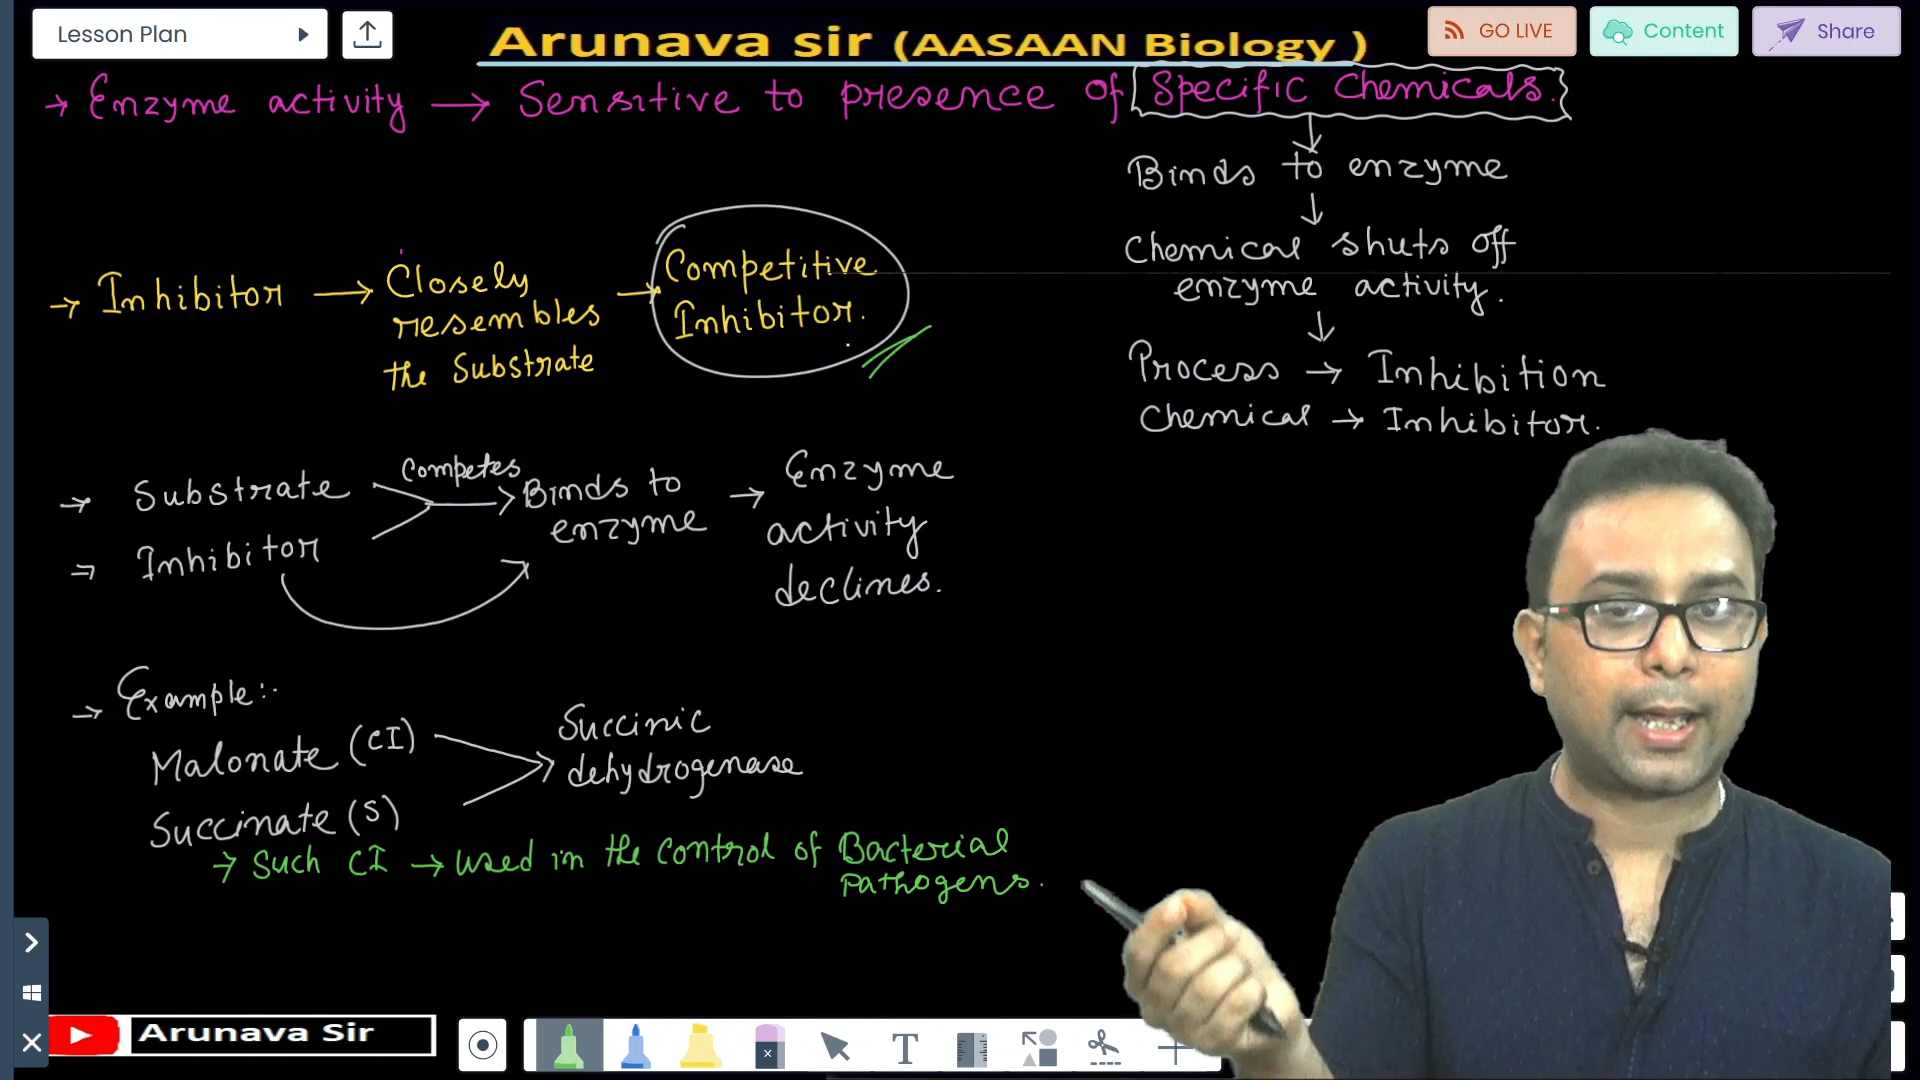 Lesson Plan
Arunava sir (AASAAN Biology )
GO LIVE
Content
Share
→ Enzyme activity → Sensitive to presence of Specific Chemicals.
Binds to enzyme
Chemical shuts off
enzyme activity.
Process → Inhibition
Chemical → Inhibitor.
→ Inhibitor → Closely
resembles
the Substrate
→ Competitive
Inhibitor.
→ Substrate
→ Inhibitor
Competes
Binds to
enzyme
→ Enzyme
activity
declines.
→ Example:-
Malonate (CI)
Succinate (S)
Succinic
dehydrogenase
→ Such CI → used in the control of Bacterial
Pathogens.
Arunava Sir
T